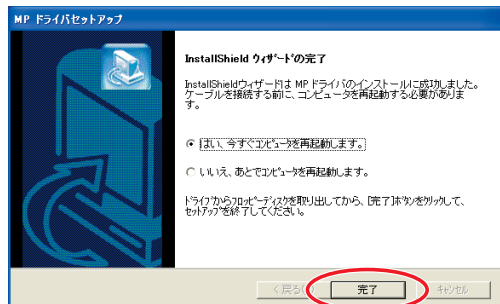 MP ドライバセットアップ
InstallShield ウィザードの完了
InstallShieldウィザードは MP ドライバのインストールに成功しました。
ケーブルを接続する前に、コンピュータを再起動する必要がありま
す。
はい、今すぐコンピュータを再起動します。
いいえ、あとでコンピュータを再起動します。
ドライブからフロッピーディスクを取り出してから、[完了]ボタンをクリックして、
セットアップを終了してください。
< 戻る
完了
キャンセル